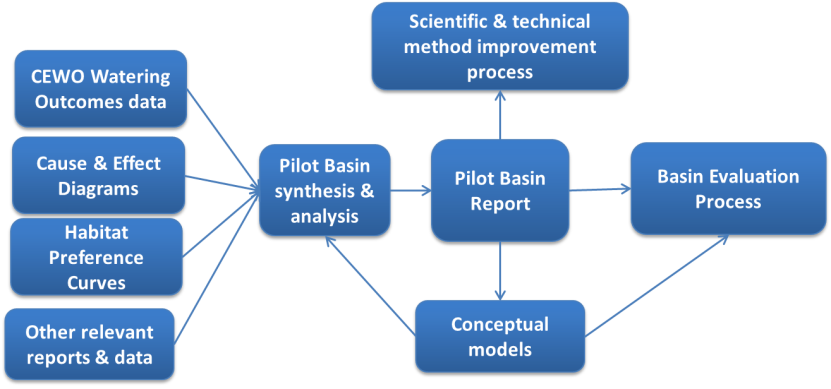 Scientific & technical
method improvement
process
CEWO Watering
Outcomes data
Cause & Effect
Diagrams
Habitat
Preference
Curves
Other relevant
reports & data
Pilot Basin
synthesis &
analysis
Pilot Basin
Report
Basin Evaluation
Process
Conceptual
models